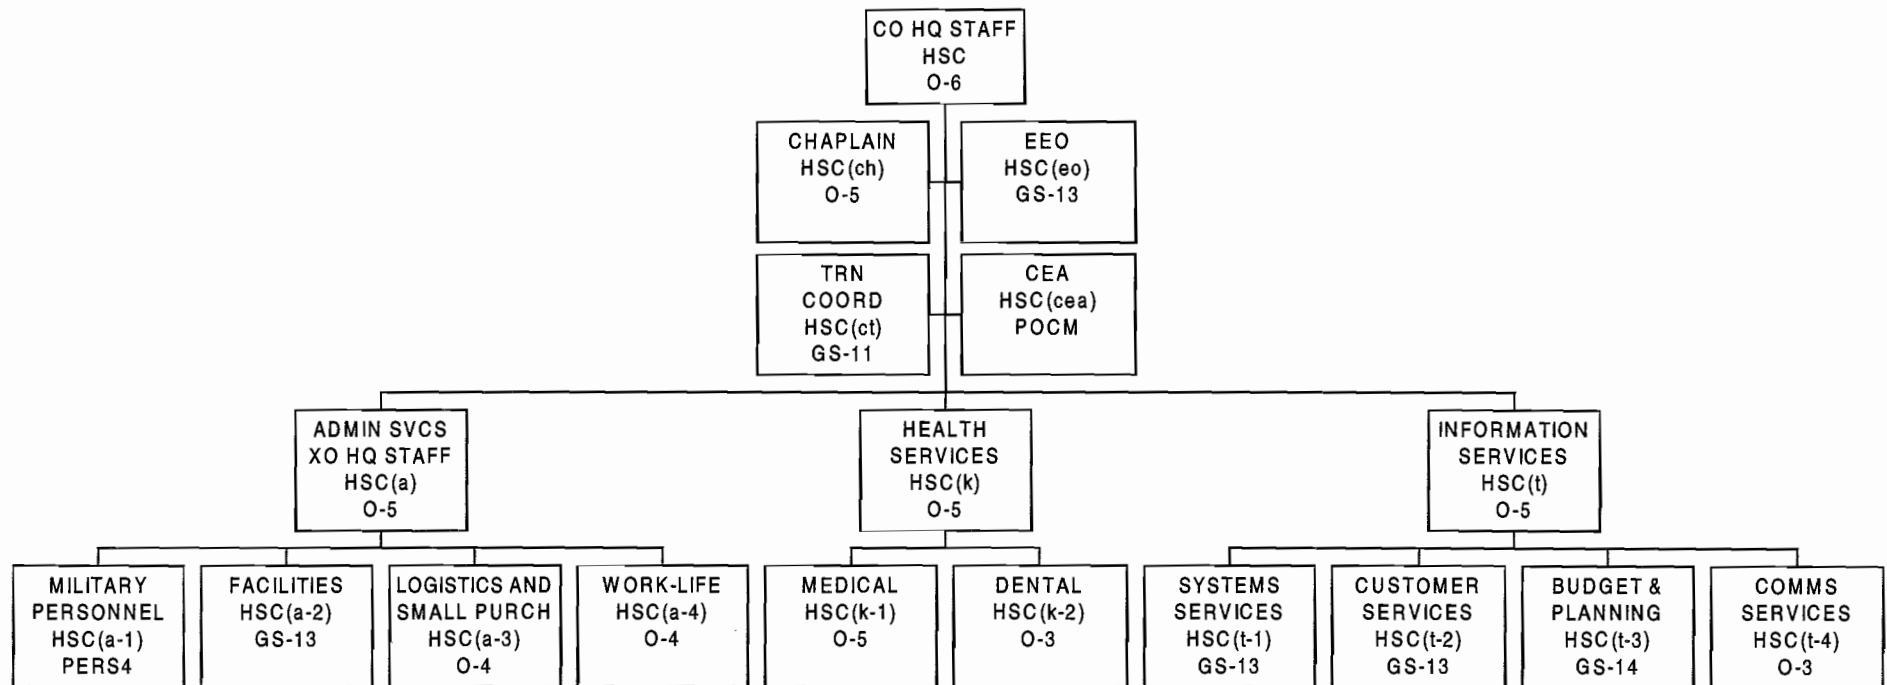 CO HQ STAFF
HSC
O-6
CHAPLAIN
HSC(ch)
O-5
EEO
HSC(eo)
GS-13
TRN
COORD
HSC(ct)
GS-11
CEA
HSC(cea)
POCM
ADMIN SVCS
XO HQ STAFF
HSC(a)
O-5
HEALTH
SERVICES
HSC(k)
O-5
INFORMATION
SERVICES
HSC(t)
O-5
MILITARY
PERSONNEL
HSC(a-1)
PERS4
FACILITIES
HSC(a-2)
GS-13
LOGISTICS AND
SMALL PURCH
HSC(a-3)
O-4
WORK-LIFE
HSC(a-4)
O-4
MEDICAL
HSC(k-1)
O-5
DENTAL
HSC(k-2)
O-3
SYSTEMS
SERVICES
HSC(t-1)
GS-13
CUSTOMER
SERVICES
HSC(t-2)
GS-13
BUDGET &
PLANNING
HSC(t-3)
GS-14
COMMS
SERVICES
HSC(t-4)
O-3